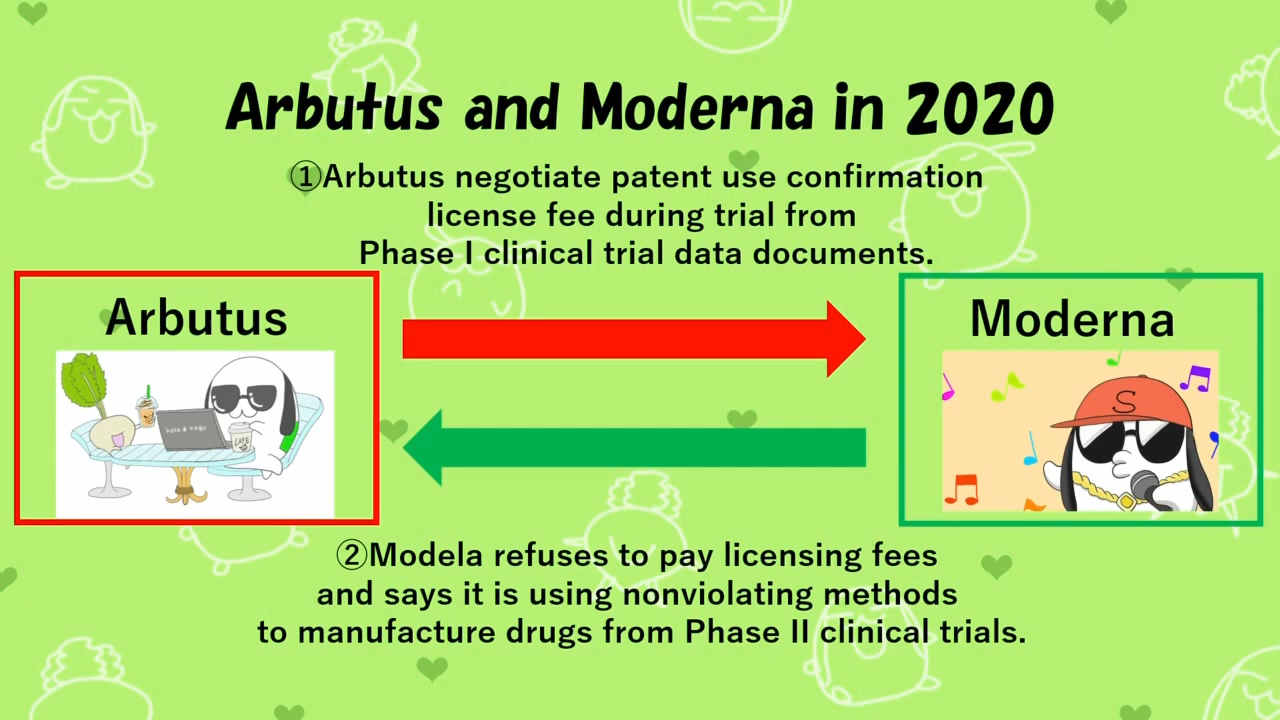 Arbutus and Moderna in 2020
①Arbutus negotiate patent use confirmation
license fee during trial from
Phase I clinical trial data documents.
Arbutus
Moderna
CAFE
S
②Modela refuses to pay licensing fees
and says it is using nonviolating methods
to manufacture drugs from Phase II clinical trials.